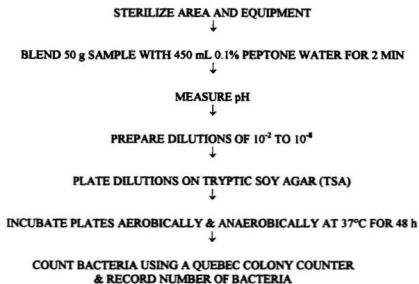 STERILIZE AREA AND EQUIPMENT
↓
BLEND 50 g SAMPLE WITH 450 mL 0.1% PEPTONE WATER FOR 2 MIN
↓
MEASURE pH
↓
PREPARE DILUTIONS OF 10⁻² TO 10⁻⁸
↓
PLATE DILUTIONS ON TRYPTIC SOY AGAR (TSA)
↓
INCUBATE PLATES AEROBICALLY & ANAEROBICALLY AT 37°C FOR 48 h
↓
COUNT BACTERIA USING A QUEBEC COLONY COUNTER
& RECORD NUMBER OF BACTERIA